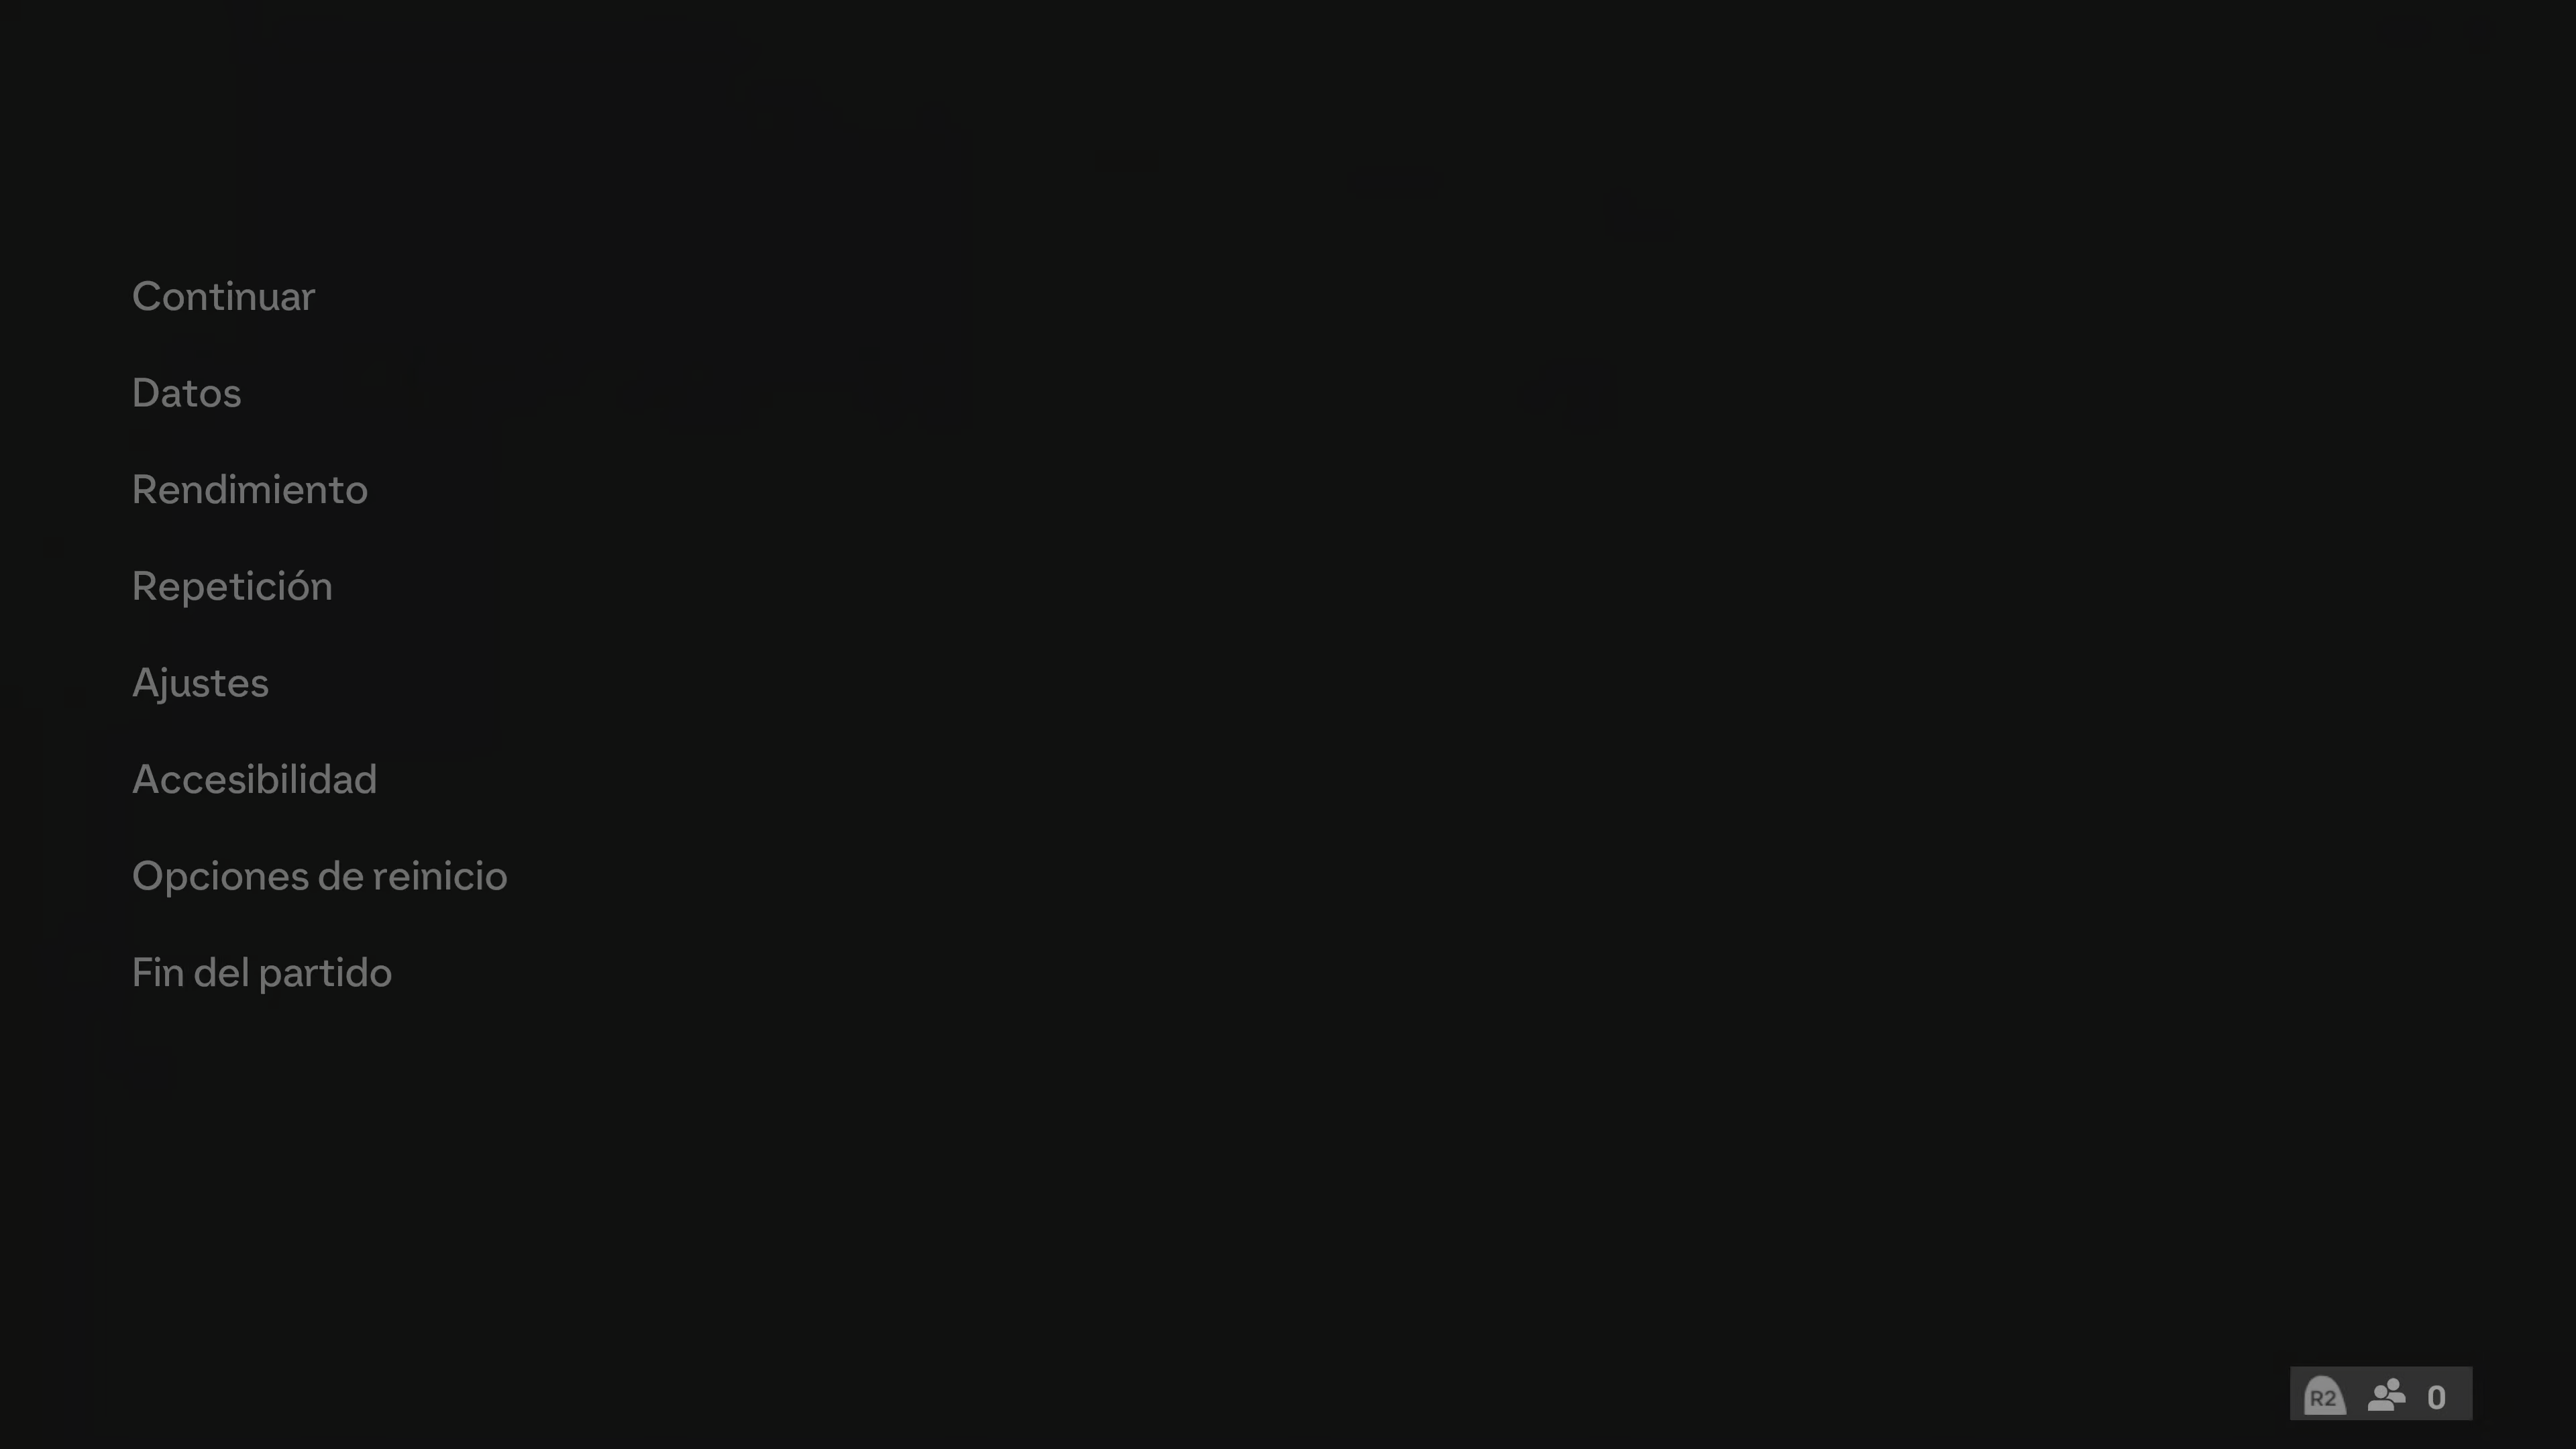 Continuar
Datos
Rendimiento
Repetición
Ajustes
Accesibilidad
Opciones de reinicio
Fin del partido
R2 0